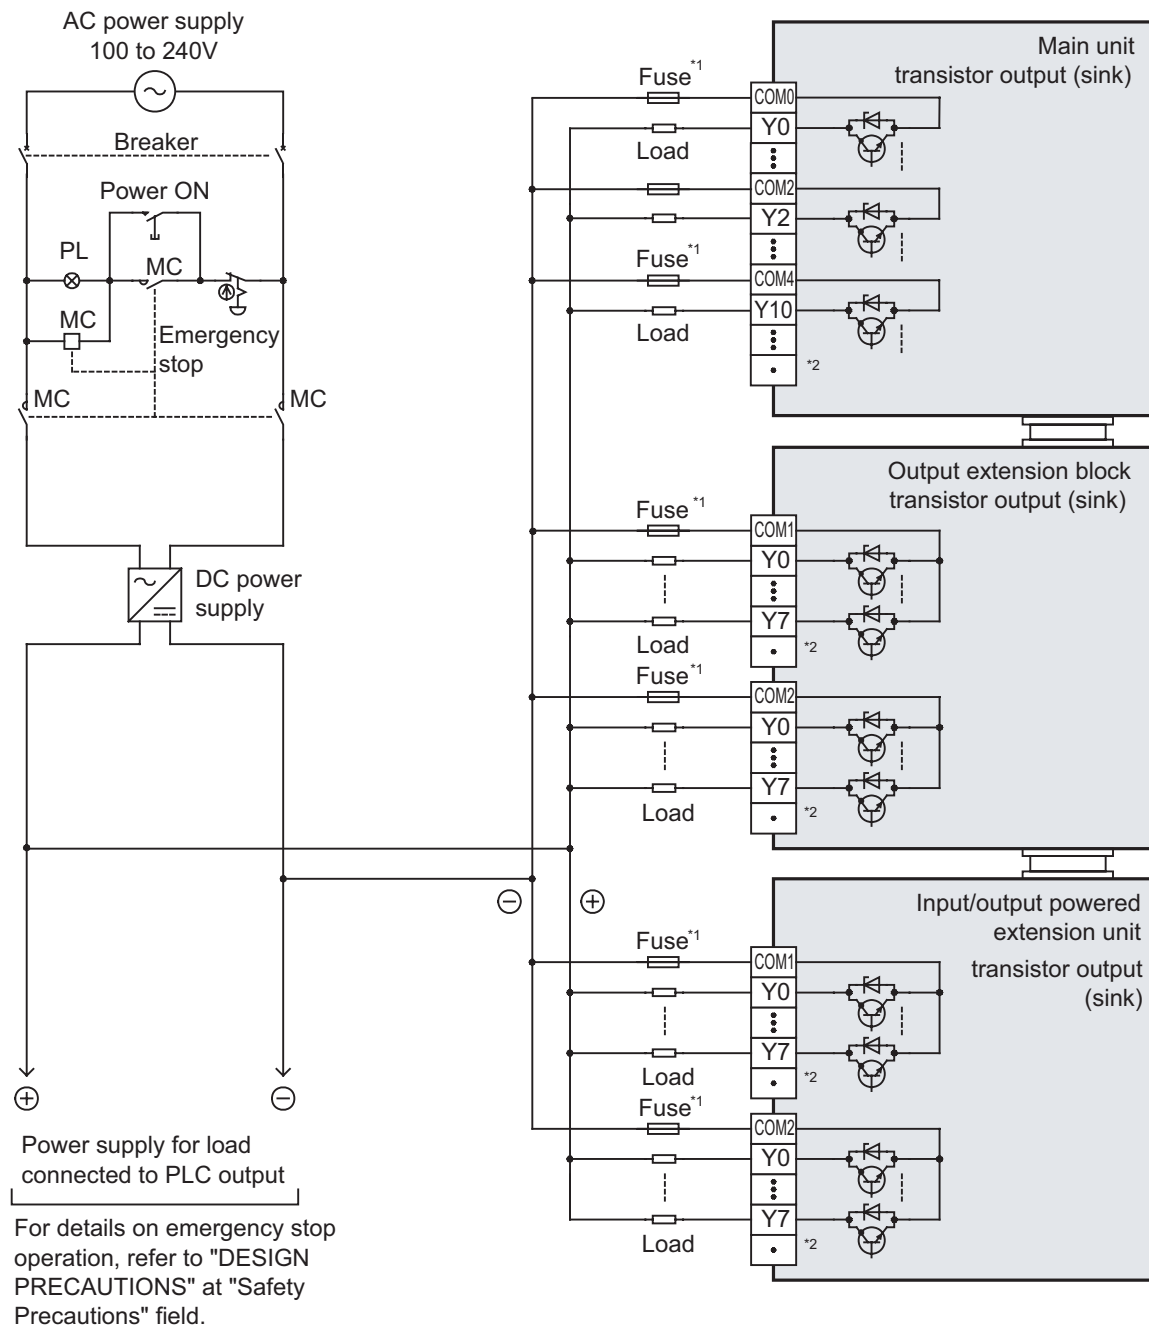 AC power supply
100 to 240V
Breaker
Power ON
PL
MC
MC
Emergency
stop
MC
MC
DC power
supply
⊖
⊕
⊕
⊖
Power supply for load
connected to PLC output
For details on emergency stop
operation, refer to "DESIGN
PRECAUTIONS" at "Safety
Precautions" field.
Main unit
transistor output (sink)
Fuse*1
COM0
Y0
Load
COM2
Y2
Fuse*1
COM4
Y10
Load
*2
Output extension block
transistor output (sink)
Fuse*1
COM1
Y0
Y7
Load
*2
Fuse*1
COM2
Y0
Y7
Load
*2
Input/output powered
extension unit
transistor output
(sink)
Fuse*1
COM1
Y0
Y7
Load
*2
Fuse*1
COM2
Y0
Y7
Load
*2